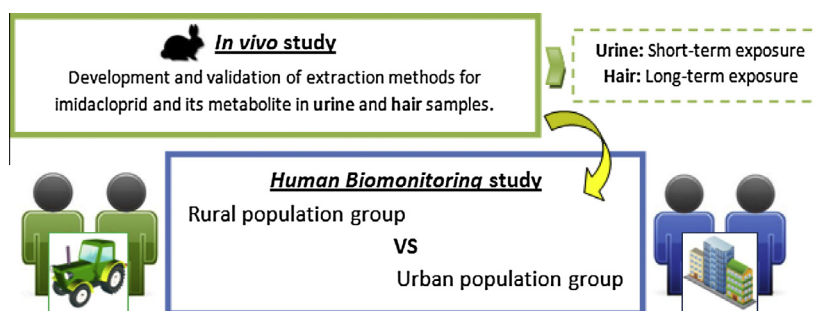 In vivo study
Development and validation of extraction methods for
imidacloprid and its metabolite in urine and hair samples.
Urine: Short-term exposure
Hair: Long-term exposure
Human Biomonitoring study
Rural population group
VS
Urban population group